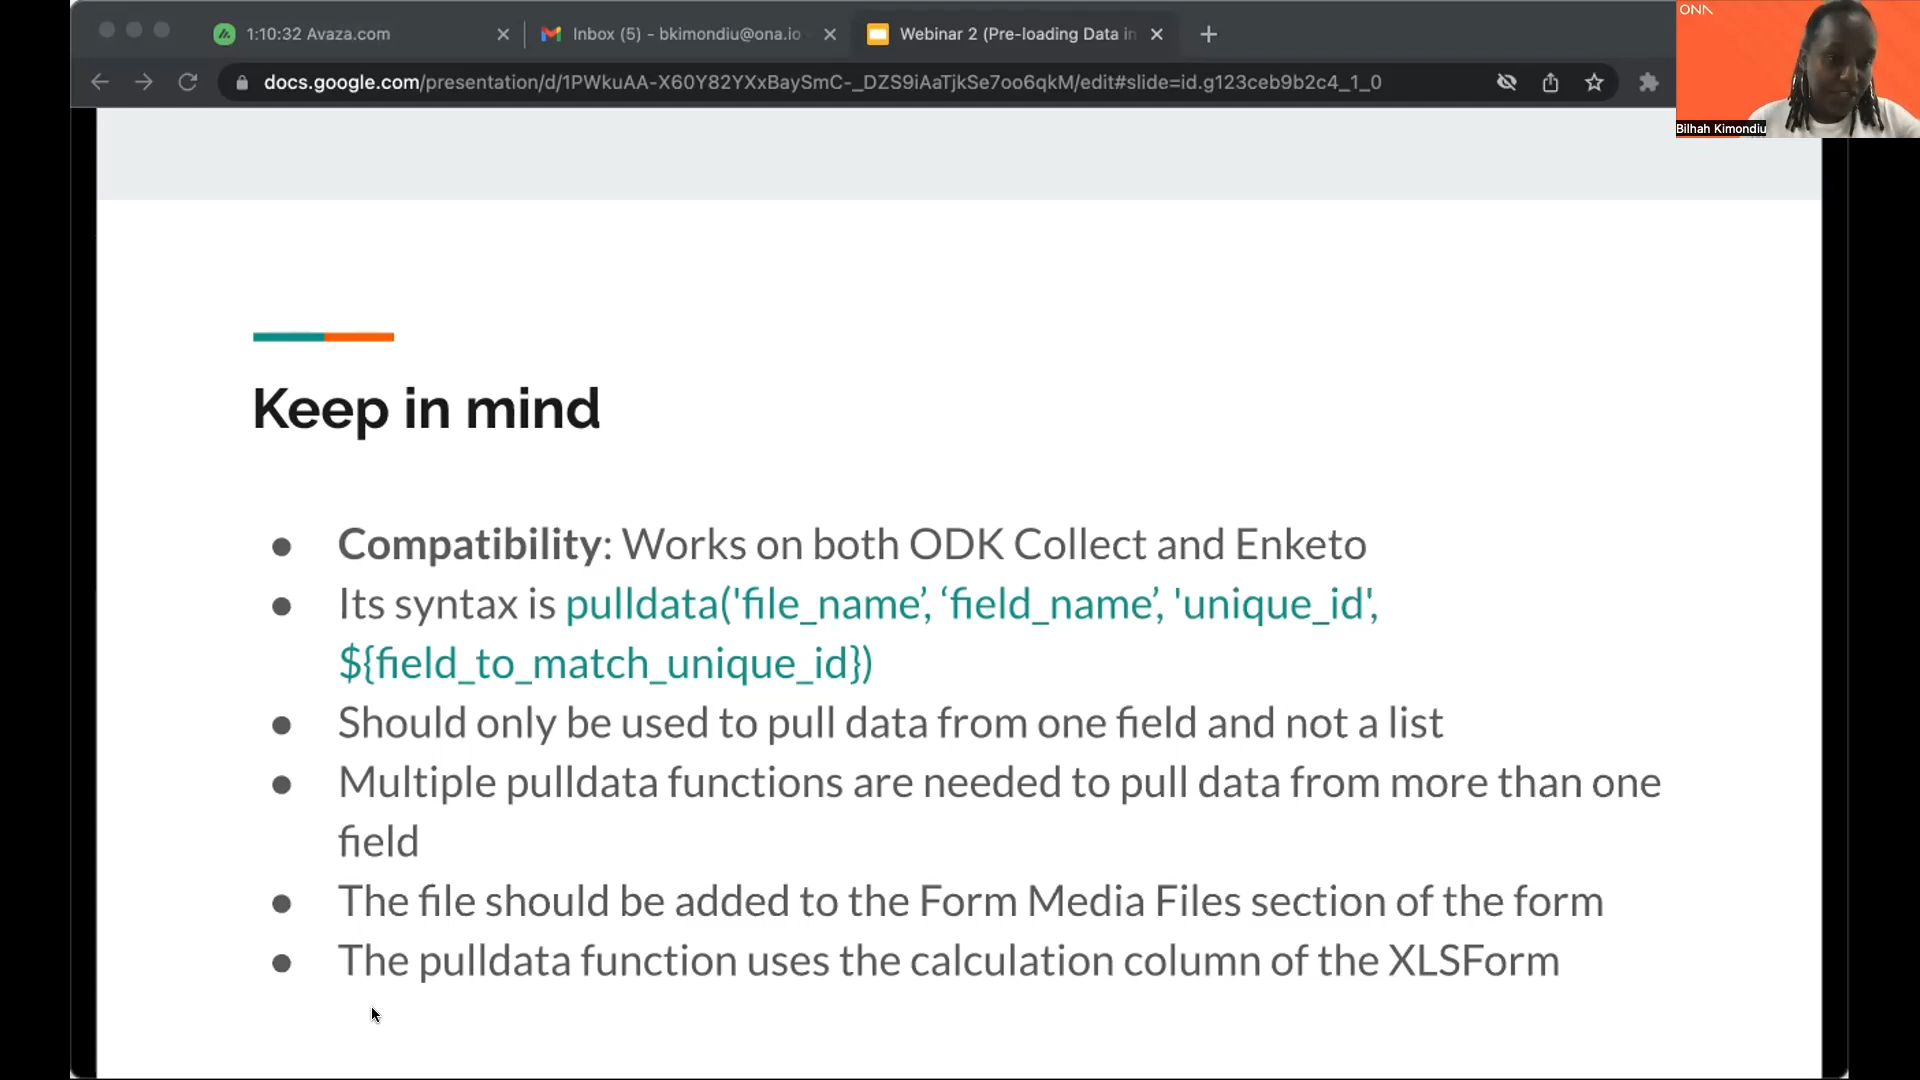 1:10:32 Avaza.com
Inbox (5) - bkimondiu@ona.io
Webinar 2 (Pre-loading Data in
docs.google.com/presentation/d/1PWkuAA-X60Y82YXxBaySmC-_DZS9iAaTjkSe7oo6qkM/edit#slide=id.g123ceb9b2c4_1_0
ONA
Bilhah Kimondiu
Keep in mind
● Compatibility: Works on both ODK Collect and Enketo
● Its syntax is pulldata('file_name’, ‘field_name’, 'unique_id',
${field_to_match_unique_id})
● Should only be used to pull data from one field and not a list
● Multiple pulldata functions are needed to pull data from more than one
field
● The file should be added to the Form Media Files section of the form
● The pulldata function uses the calculation column of the XLSForm